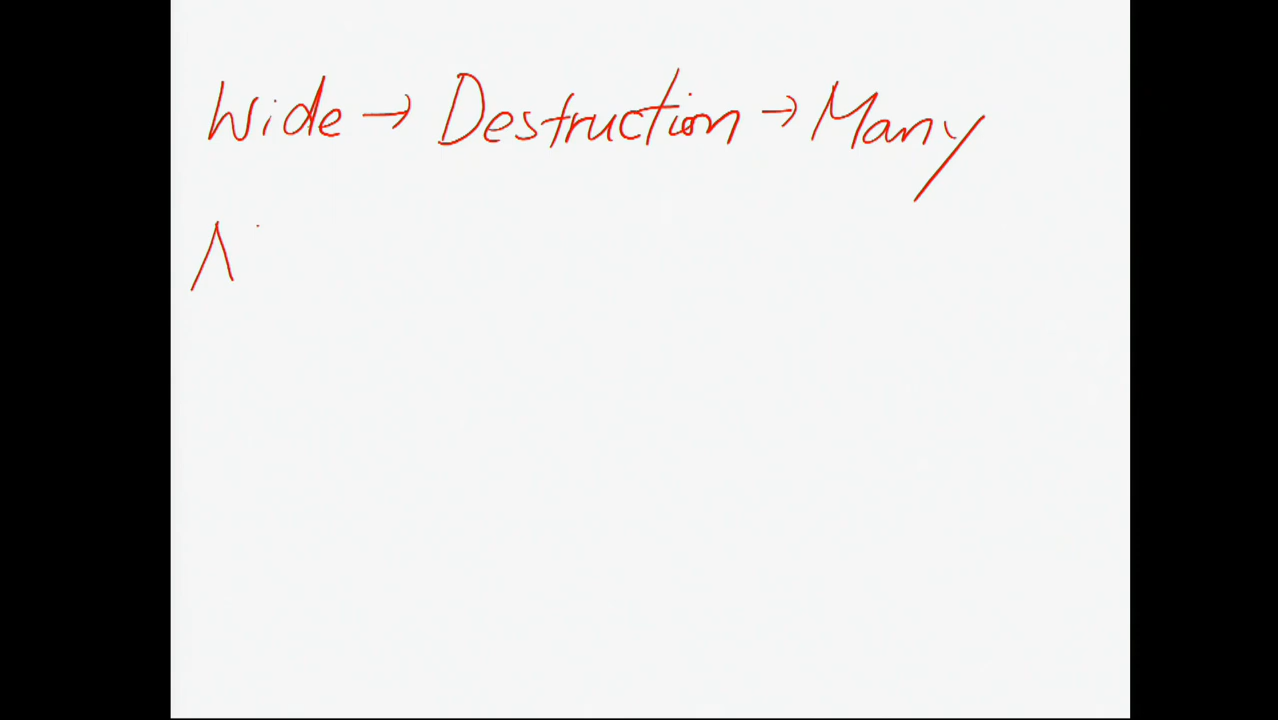 Wide → Destruction → Many